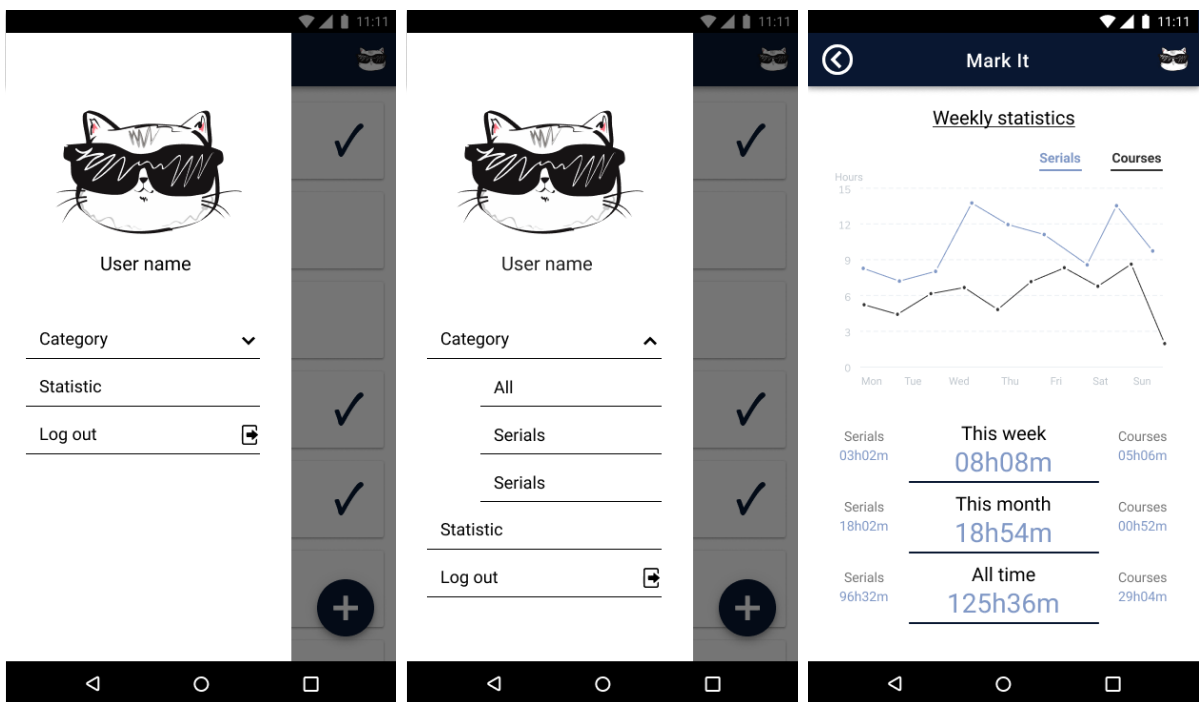 11:11
User name
Category
Statistic
Log out
11:11
User name
Category
All
Serials
Serials
Statistic
Log out
11:11
Mark It
Weekly statistics
Serials Courses
Hours
15
12
9
6
3
0
Mon Tue Wed Thu Fri Sat Sun
Serials This week Courses
03h02m 08h08m 05h06m
Serials This month Courses
18h02m 18h54m 00h52m
Serials All time Courses
96h32m 125h36m 29h04m